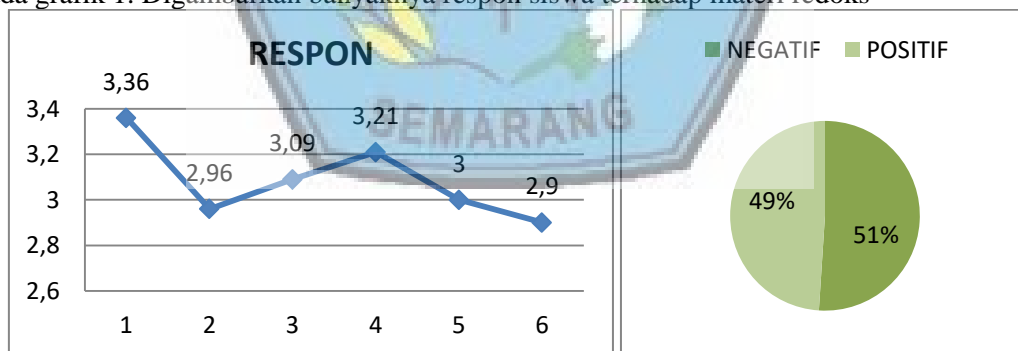 da grafik 1. Digambarkan banyaknya respon siswa terhadap materi redoks
RESPON
3,36
2,96
3,09
3,21
3
2,9
3,4
3,2
3
2,8
2,6
1 2 3 4 5 6
SEMARANG
NEGATIF POSITIF
49%
51%